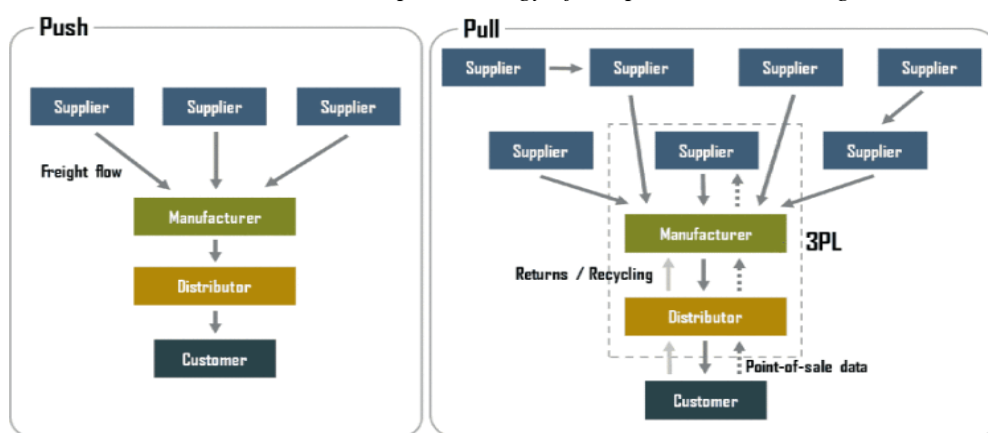 Push
Supplier
Supplier
Supplier
Freight flow
Manufacturer
Distributor
Customer
Pull
Supplier
Supplier
Supplier
Supplier
Supplier
Supplier
Supplier
Manufacturer
3PL
Returns / Recycling
Distributor
Point-of-sale data
Customer